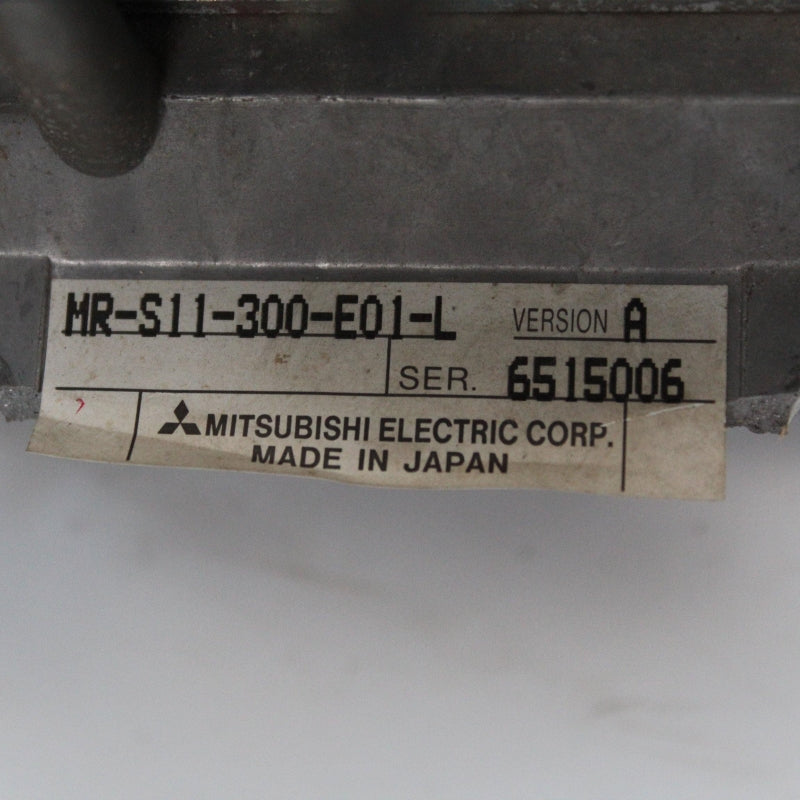 MR-S11-300-E01-L VERSION A
SER. 6515006
MITSUBISHI ELECTRIC CORP.
MADE IN JAPAN